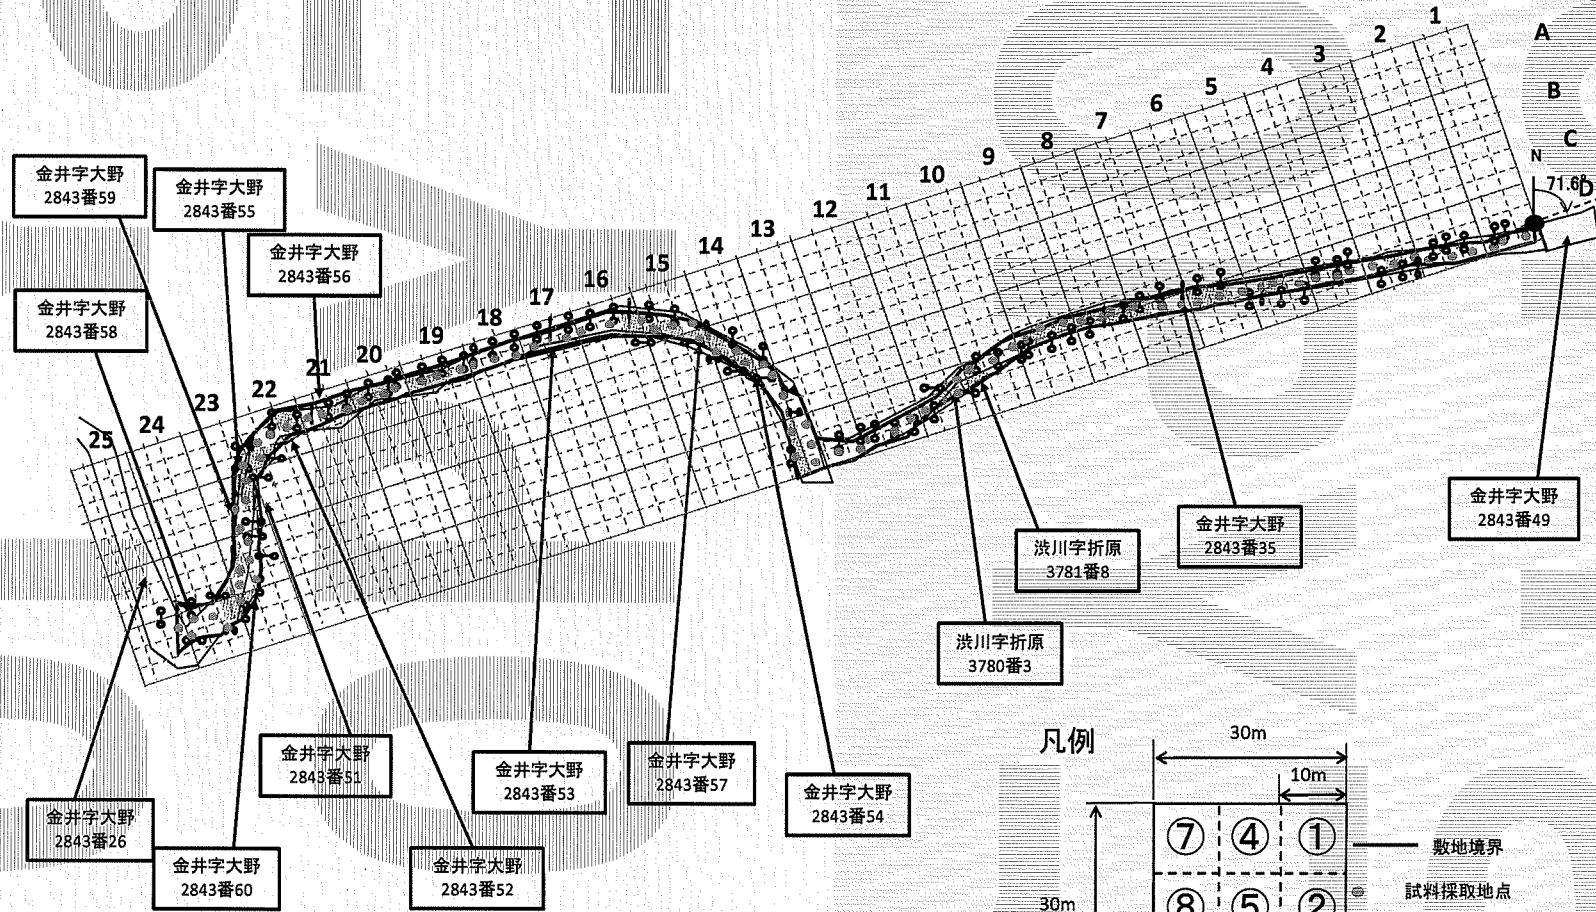 1
2
3
4
5
6
7
8
9
10
11
12
13
14
15
16
17
18
19
20
21
22
23
24
25
A
B
C
D
N
71.6°
金井字大野
2843番59
金井字大野
2843番55
金井字大野
2843番56
金井字大野
2843番58
金井字大野
2843番49
金井字大野
2843番35
渋川字折原
3781番8
渋川字折原
3780番3
金井字大野
2843番51
金井字大野
2843番53
金井字大野
2843番57
金井字大野
2843番54
金井字大野
2843番26
金井字大野
2843番60
金井字大野
2843番52
凡例
30m
10m
⑦ ④ ①
敷地境界
⑧ ⑤ ②
試料採取地点
30m